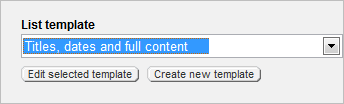 List template
Titles, dates and full content
Edit selected template Create new template